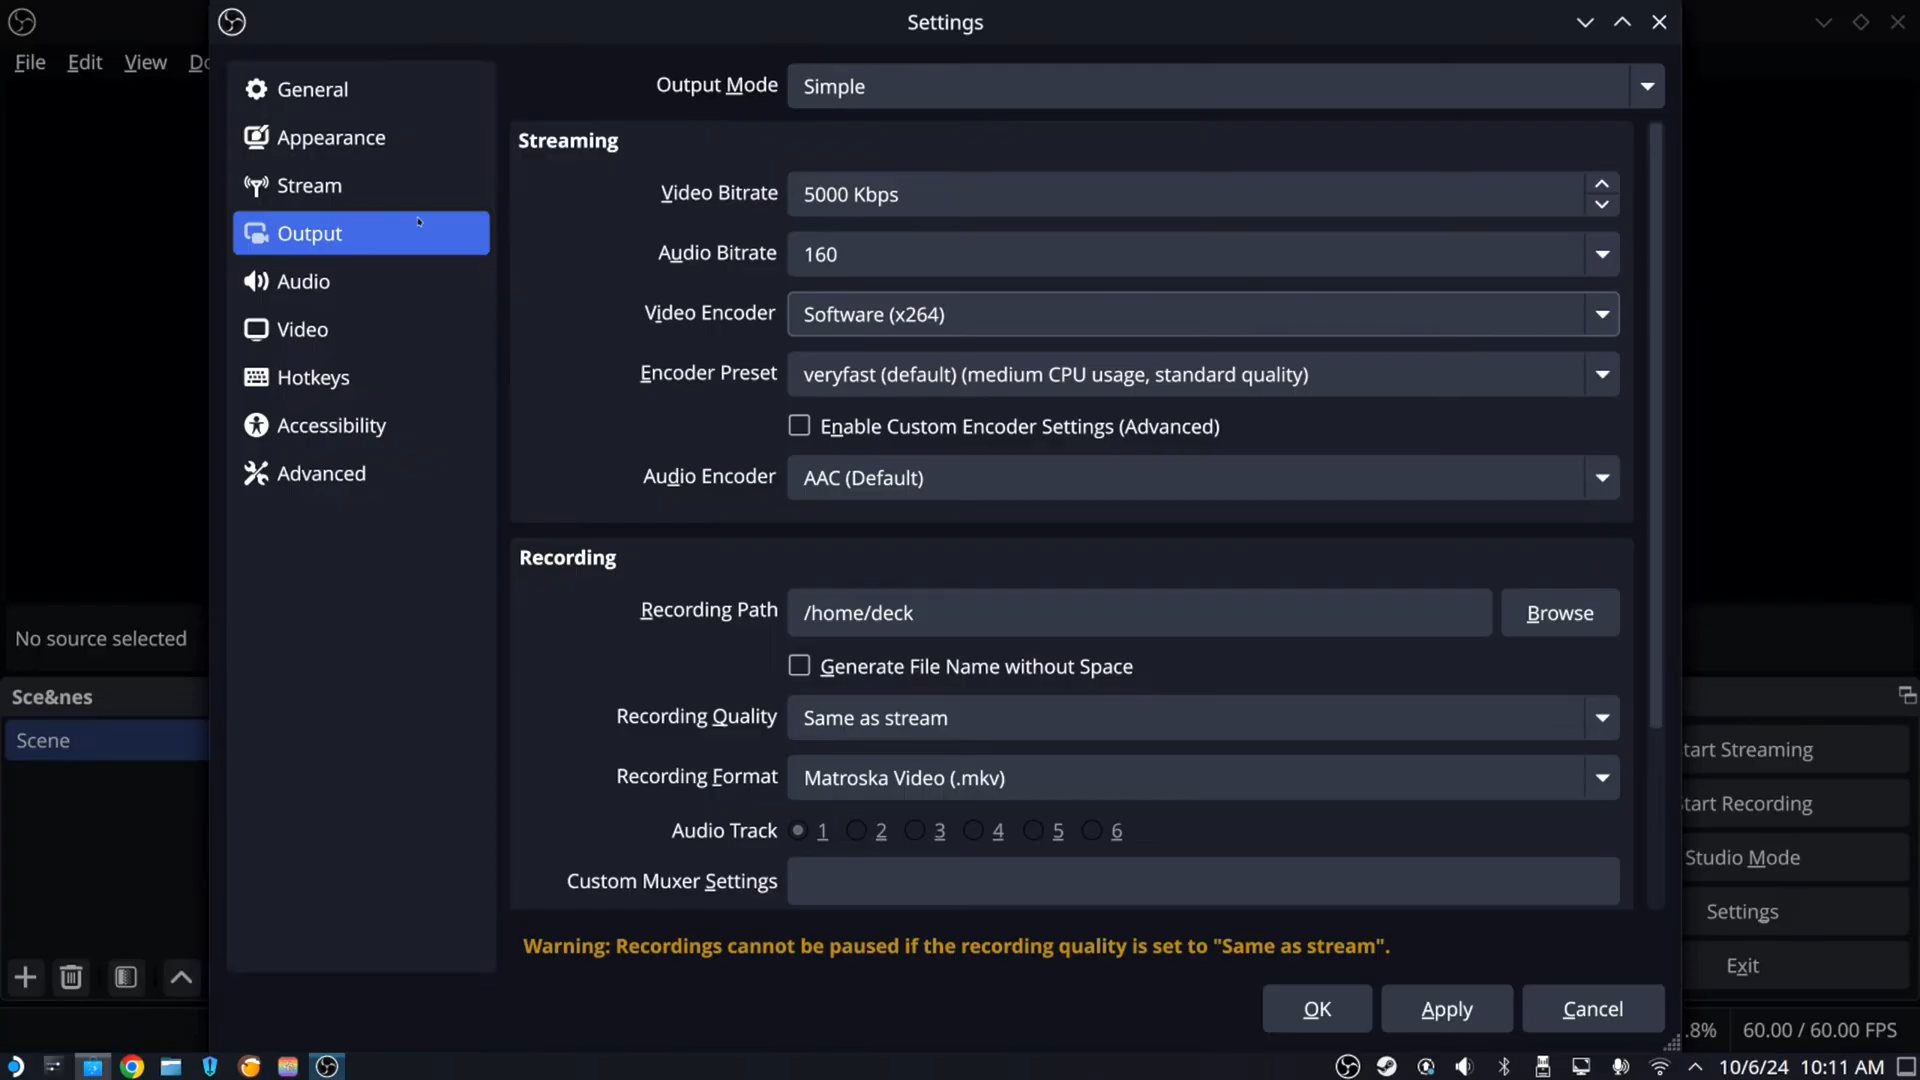 Settings
File Edit View
General
Appearance
Stream
Output
Audio
Video
Hotkeys
Accessibility
Advanced
Output Mode Simple
Streaming
Video Bitrate 5000 Kbps
Audio Bitrate 160
Video Encoder Software (x264)
Encoder Preset veryfast (default) (medium CPU usage, standard quality)
Enable Custom Encoder Settings (Advanced)
Audio Encoder AAC (Default)
Recording
Recording Path /home/deck Browse
Generate File Name without Space
Recording Quality Same as stream
Recording Format Matroska Video (.mkv)
Audio Track 1 2 3 4 5 6
Custom Muxer Settings
Warning: Recordings cannot be paused if the recording quality is set to "Same as stream".
OK Apply Cancel
No source selected
Sce&nes
Scene
tart Streaming
tart Recording
Studio Mode
Settings
Exit
.8% 60.00 / 60.00 FPS
10/6/24 10:11 AM